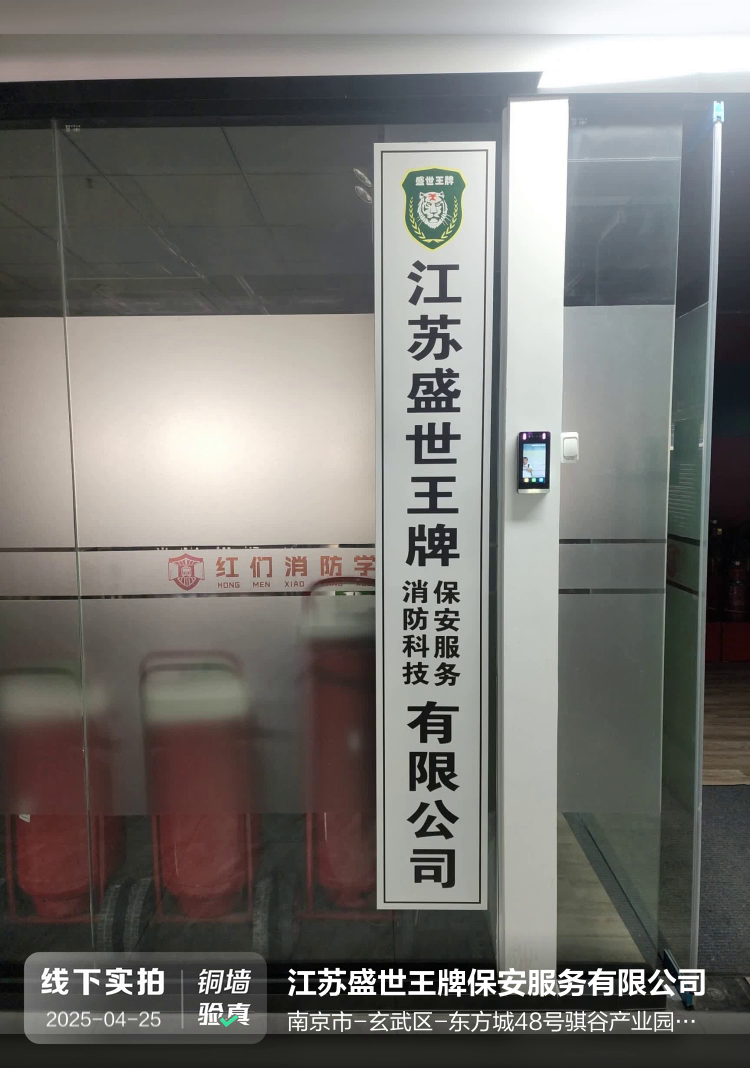 盛世王牌
江苏盛世王牌
保安服务
消防科技
有限公司
红们消防学
HONG MEN XIAO
线下实拍
2025-04-25
铜墙
验真
江苏盛世王牌保安服务有限公司
南京市-玄武区-东方城48号骐谷产业园…